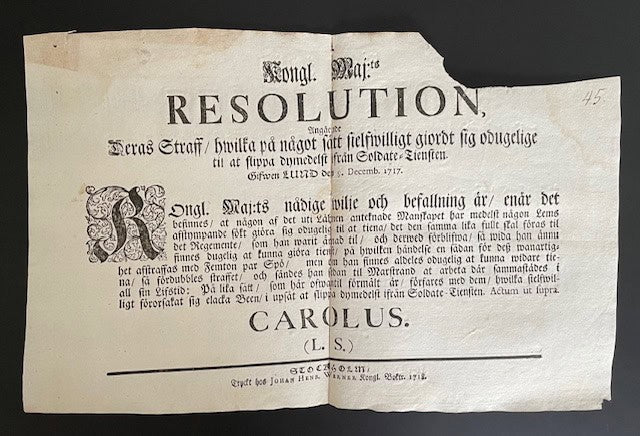 Kongl. Maj:ts
RESOLUTION,
Angående
Deras Straff/ hwilka på något sätt sielfwilligt giordt sig odugelige
til at slippa dymedelst ifrån Soldate-Tiensten.
Gifwen LUND den 3. Decemb. 1717.
45.
KOngl. Maj:ts nådige wilje och befallning är/ enär det
befinnes/ at någon af det uti Länen antecknade Manskapet har medelst någon Lems
afstympande sökt giöra sig odugelig til at tiena/ det den samma lika fullt skal föras til
det Regemente/ som han warit ämnad til/ och derwed förblifwa/ så wida han ännu
finnes dugelig at kunna giöra tienst/ på hwilken händelse en sådan för deß wanartig-
het affstraffas med Femton par Spö/ men om han finnes aldeles odugelig at kunna widare tie-
na/ så fördubbles straffet/ och sändes han sedan til Marstrand at arbeta där sammastädes i
all sin Lifstid: På lika sätt/ som här ofwantil förmält är/ förfares med dem/ hwilka sielfwil-
ligt förorsakat sig elacka Been/ i upsåt at slippa dymedelst ifrån Soldate-Tiensten. Actum ut supra.
CAROLUS.
(L. S.)
STOCKHOLM/
Tryckt hos JOHAN HENR. WERNER Kongl. Boktr. 1718.